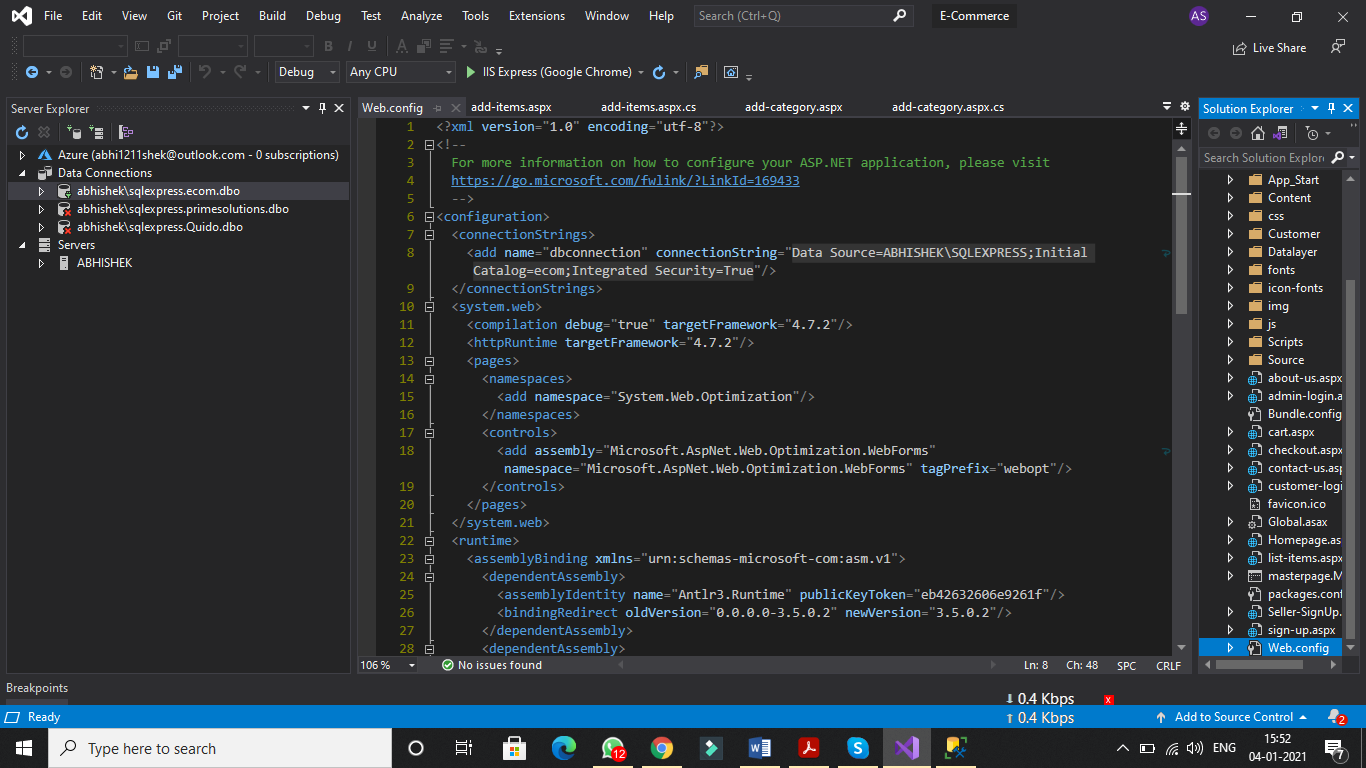 File Edit View Git Project Build Debug Test Analyze Tools Extensions Window Help Search (Ctrl+Q) E-Commerce AS
Live Share
Debug Any CPU IIS Express (Google Chrome)
Server Explorer
Azure (abhi1211shek@outlook.com - 0 subscriptions)
Data Connections
abhishek\sqlexpress.ecom.dbo
abhishek\sqlexpress.primesolutions.dbo
abhishek\sqlexpress.Quido.dbo
Servers
ABHISHEK
Web.config add-items.aspx add-items.aspx.cs add-category.aspx add-category.aspx.cs
1 <?xml version="1.0" encoding="utf-8"?>
2 <!--
3 For more information on how to configure your ASP.NET application, please visit
4 https://go.microsoft.com/fwlink/?LinkId=169433
5 -->
6 <configuration>
7 <connectionStrings>
8 <add name="dbconnection" connectionString="Data Source=ABHISHEK\SQLEXPRESS;Initial
Catalog=ecom;Integrated Security=True"/>
9 </connectionStrings>
10 <system.web>
11 <compilation debug="true" targetFramework="4.7.2"/>
12 <httpRuntime targetFramework="4.7.2"/>
13 <pages>
14 <namespaces>
15 <add namespace="System.Web.Optimization"/>
16 </namespaces>
17 <controls>
18 <add assembly="Microsoft.AspNet.Web.Optimization.WebForms"
namespace="Microsoft.AspNet.Web.Optimization.WebForms" tagPrefix="webopt"/>
19 </controls>
20 </pages>
21 </system.web>
22 <runtime>
23 <assemblyBinding xmlns="urn:schemas-microsoft-com:asm.v1">
24 <dependentAssembly>
25 <assemblyIdentity name="Antlr3.Runtime" publicKeyToken="eb42632606e9261f"/>
26 <bindingRedirect oldVersion="0.0.0.0-3.5.0.2" newVersion="3.5.0.2"/>
27 </dependentAssembly>
28 <dependentAssembly>
106 % No issues found Ln: 8 Ch: 48 SPC CRLF
Solution Explorer
Search Solution Explore
App_Start
Content
css
Customer
Datalayer
fonts
icon-fonts
img
js
Scripts
Source
about-us.aspx
admin-login.a
Bundle.config
cart.aspx
checkout.aspx
contact-us.asp
customer-logi
favicon.ico
Global.asax
Homepage.as
list-items.aspx
masterpage.M
packages.conf
Seller-SignUp.
sign-up.aspx
Web.config
Breakpoints
0.4 Kbps x
Ready 0.4 Kbps Add to Source Control 2
Type here to search 12 ENG 15:52
04-01-2021 7